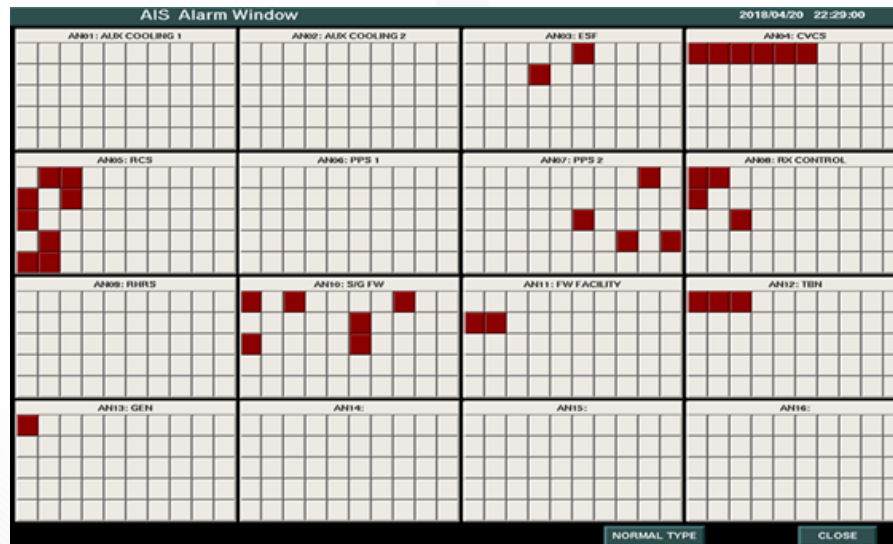 AIS Alarm Window 2018/04/20 22:29:00
AN01: AUX COOLING 1 AN02: AUX COOLING 2 AN03: ESF AN04: CVCS
AN05: RCS AN06: PPS 1 AN07: PPS 2 AN08: RX CONTROL
AN09: RHRS AN10: S/G FW AN11: FW FACILITY AN12: TBN
AN13: GEN AN14: AN15: AN16:
NORMAL TYPE CLOSE